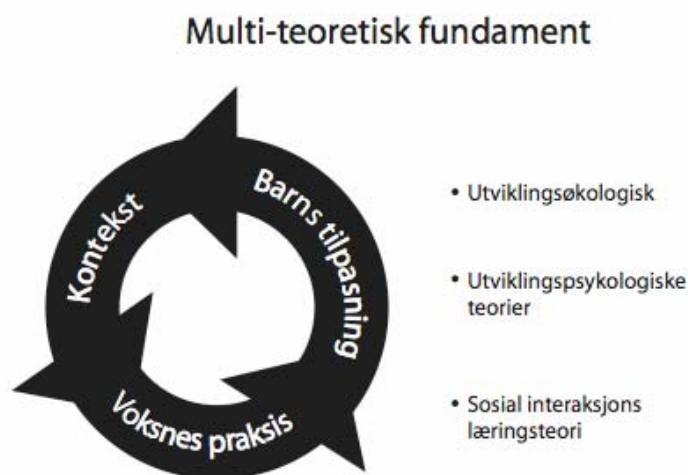 Multi-teoretisk fundament
Kontekst
Barns tilpasning
Voksnes praksis
• Utviklingsøkologisk
• Utviklingspsykologiske
teorier
• Sosial interaksjons
læringsteori